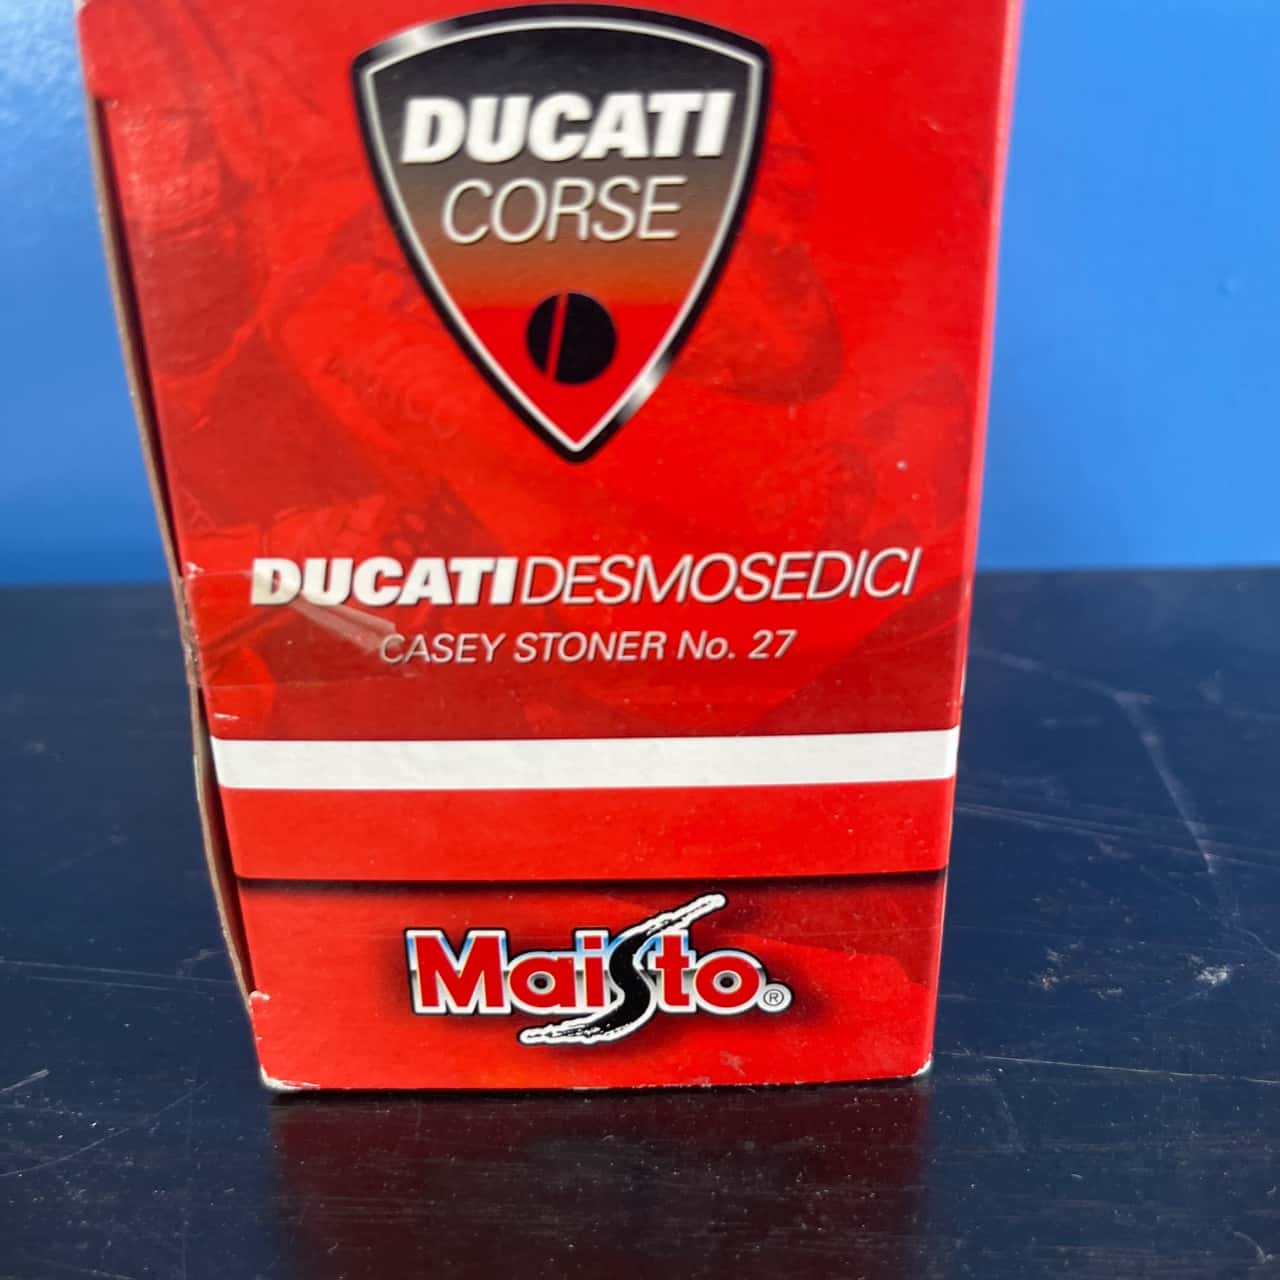 DUCATI
CORSE
DUCATIDESMOSEDICI
CASEY STONER No. 27
Maisto®